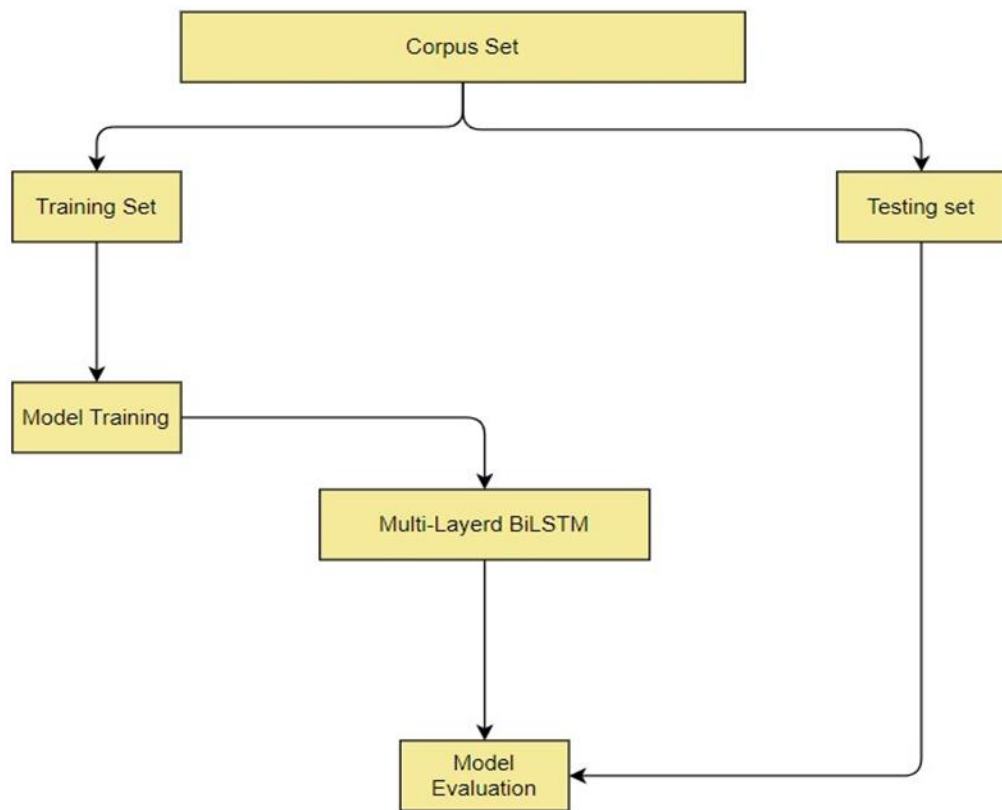 Corpus Set
Training Set
Testing set
Model Training
Multi-Layerd BiLSTM
Model
Evaluation